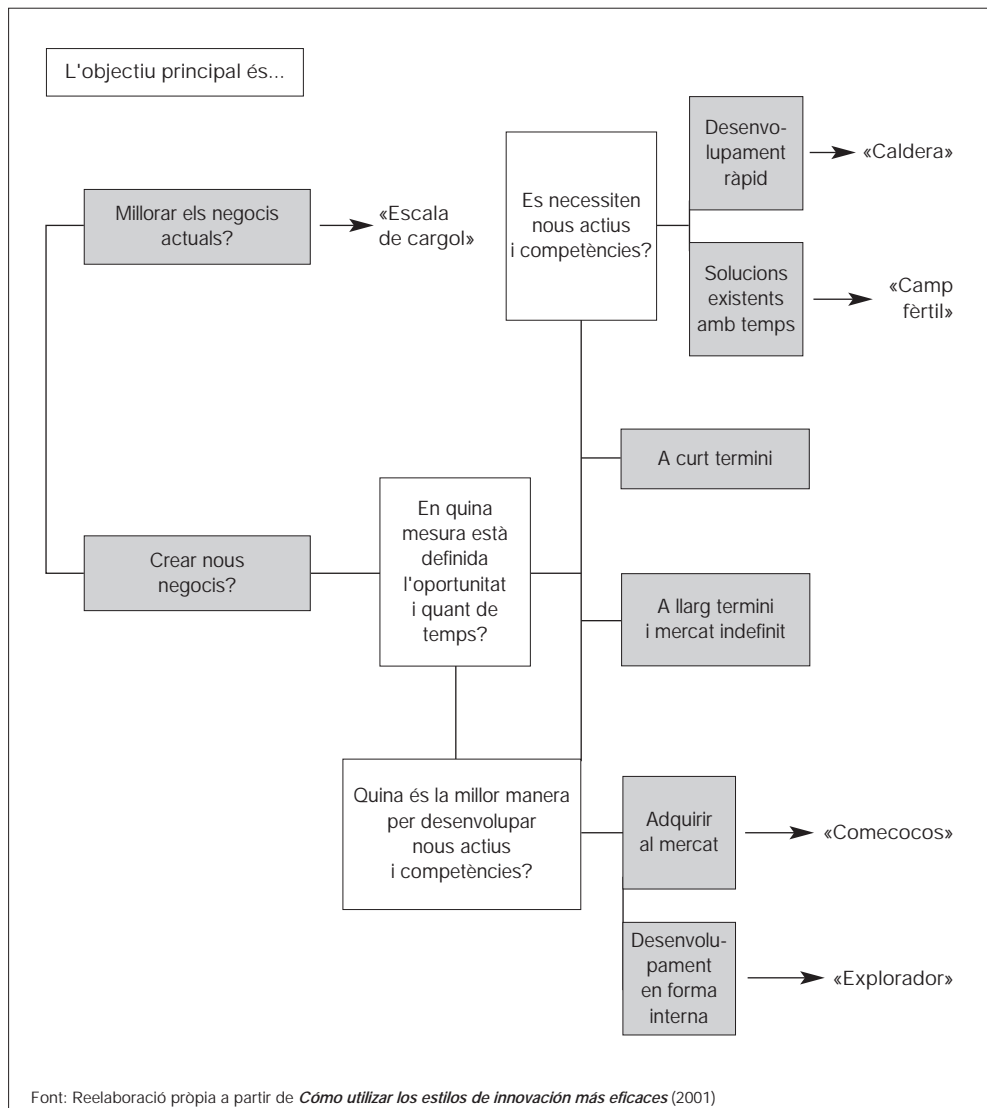 L'objectiu principal és...
Desenvo-
lupament
ràpid
«Caldera»
Es necessiten
nous actius
i competències?
Millorar els negocis
actuals?
«Escala
de cargol»
Solucions
existents
amb temps
«Camp
fèrtil»
A curt termini
En quina
mesura està
definida
l'oportunitat
i quant de
temps?
Crear nous
negocis?
A llarg termini
i mercat indefinit
Quina és la millor manera
per desenvolupar
nous actius
i competències?
Adquirir
al mercat
«Comecocos»
Desenvolu-
pament
en forma
interna
«Explorador»
Font: Reelaboració pròpia a partir de Cómo utilizar los estilos de innovación más eficaces (2001)